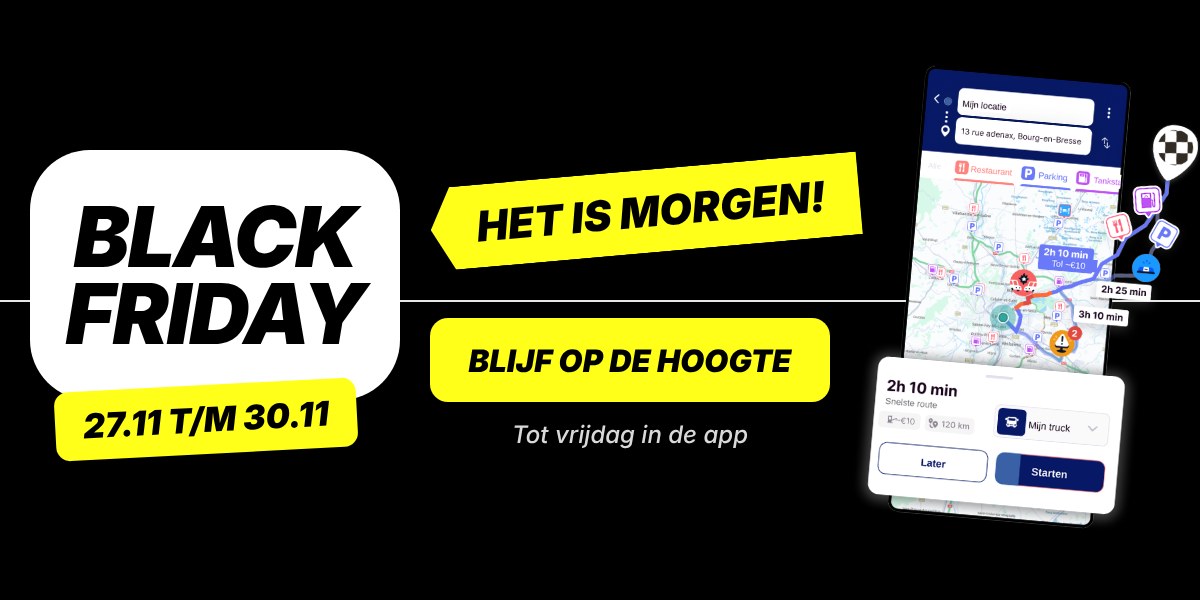 BLACK
FRIDAY
27.11 T/M 30.11
HET IS MORGEN!
BLIJF OP DE HOOGTE
Tot vrijdag in de app
Mijn locatie
13 rue adenax, Bourg-en-Bresse
Restaurant
Parking
Tanksta
2h 10 min
Tol ~€10
2h 25 min
3h 10 min
2
2h 10 min
Snelste route
~€10
120 km
Mijn truck
Later
Starten